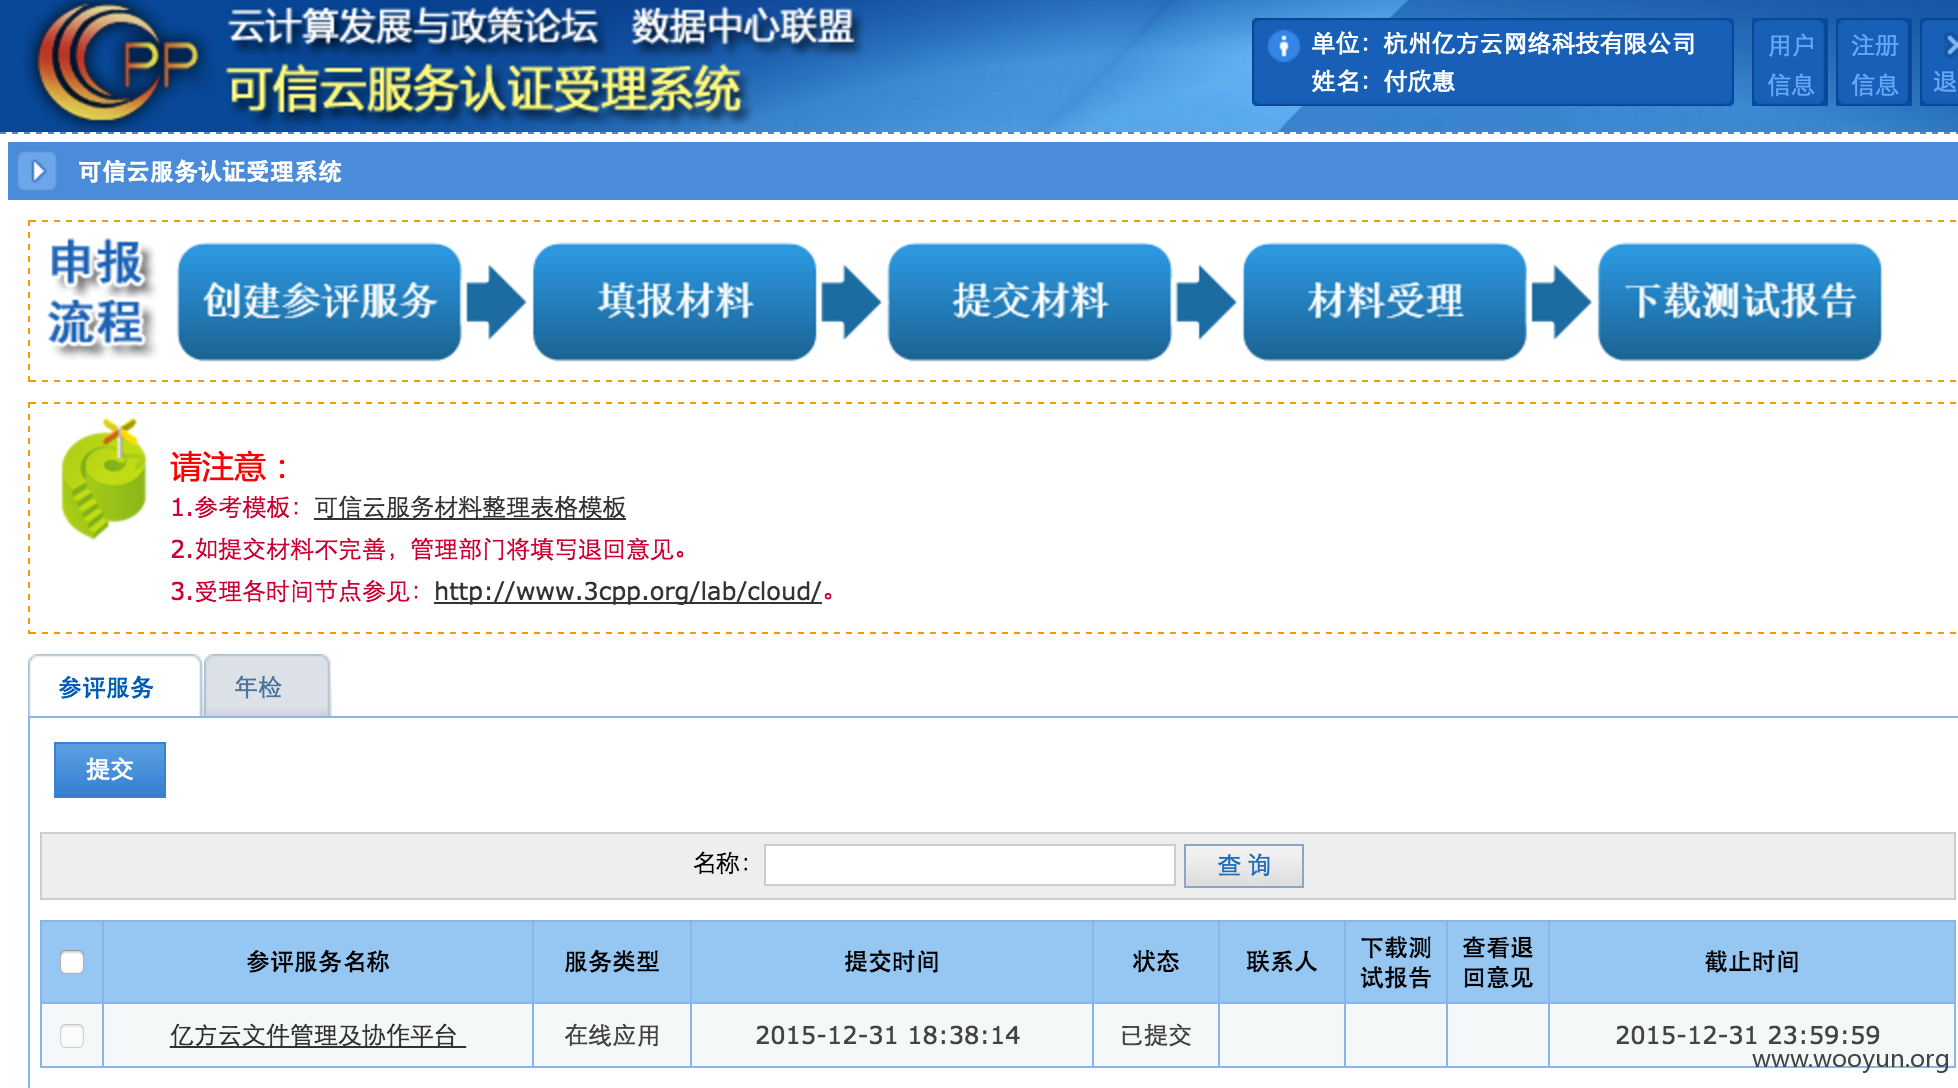 CPP
云计算发展与政策论坛 数据中心联盟
可信云服务认证受理系统
单位：杭州亿方云网络科技有限公司
姓名：付欣惠
用户
信息
注册
信息
退
可信云服务认证受理系统
申报
流程
创建参评服务
填报材料
提交材料
材料受理
下载测试报告
请注意：
1.参考模板：可信云服务材料整理表格模板
2.如提交材料不完善，管理部门将填写退回意见。
3.受理各时间节点参见：http://www.3cpp.org/lab/cloud/。
参评服务 年检
提交
名称： 查 询
参评服务名称 服务类型 提交时间 状态 联系人 下载测试报告 查看退回意见 截止时间
亿方云文件管理及协作平台 在线应用 2015-12-31 18:38:14 已提交 2015-12-31 23:59:59
www.wooyun.org